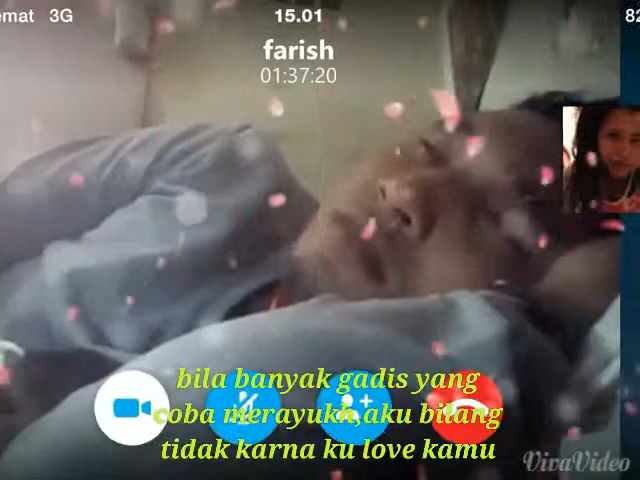 3G 15.01 82
farish
01:37:20
bila banyak gadis yang
coba merayukh,aku bilang
tidak karna ku love kamu
VivaVideo